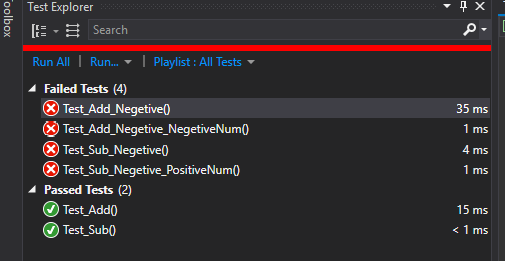 Toolbox
Test Explorer
Search
Run All | Run... | Playlist : All Tests
Failed Tests (4)
Test_Add_Negetive() 35 ms
Test_Add_Negetive_NegetiveNum() 1 ms
Test_Sub_Negetive() 4 ms
Test_Sub_Negetive_PositiveNum() 1 ms
Passed Tests (2)
Test_Add() 15 ms
Test_Sub() < 1 ms